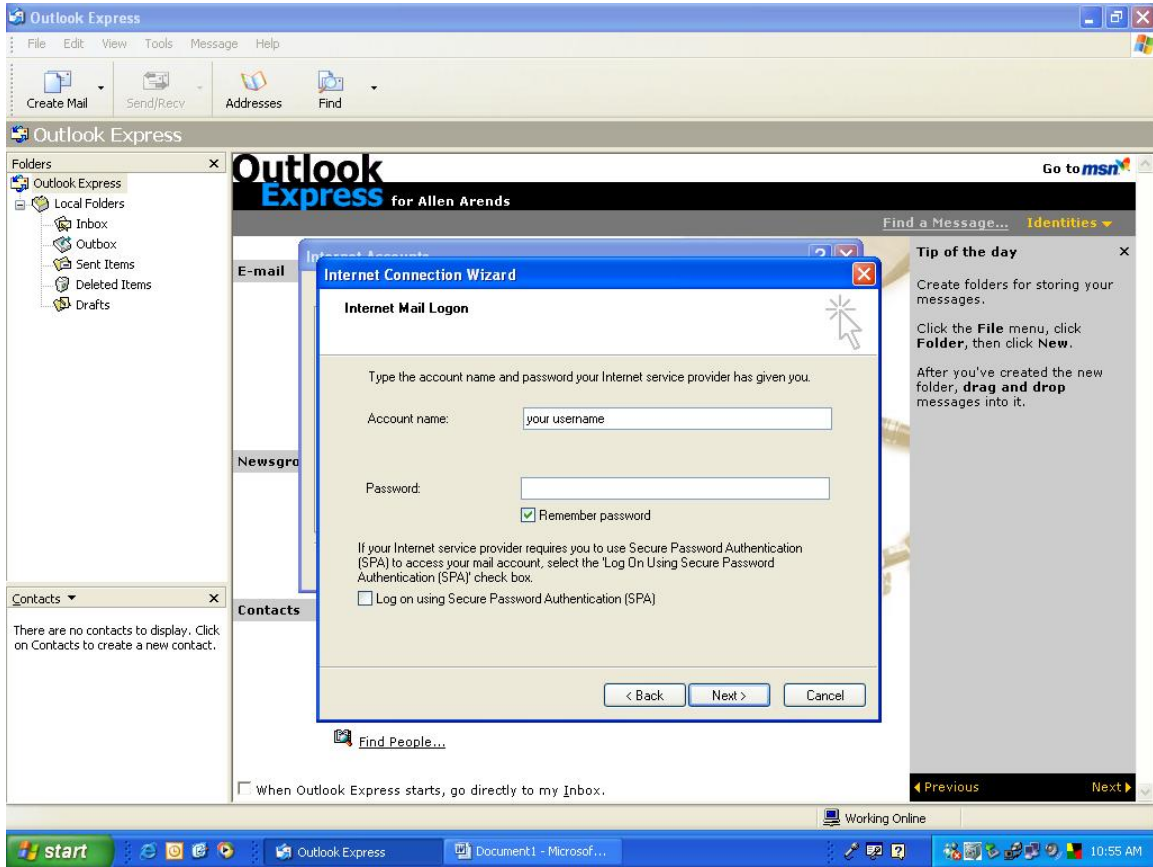 Outlook Express
File Edit View Tools Message Help
Create Mail Send/Recv Addresses Find
Outlook Express
Folders
Outlook Express
Local Folders
Inbox
Outbox
Sent Items
Deleted Items
Drafts
Contacts
There are no contacts to display. Click
on Contacts to create a new contact.
Outlook
Express for Allen Arends
Go to msn
Find a Message... Identities
E-mail
Newsgro
Contacts
Find People...
When Outlook Express starts, go directly to my Inbox.
Internet Accounts
Internet Connection Wizard
Internet Mail Logon
Type the account name and password your Internet service provider has given you.
Account name: your username
Password:
Remember password
If your Internet service provider requires you to use Secure Password Authentication
(SPA) to access your mail account, select the 'Log On Using Secure Password
Authentication (SPA)' check box.
Log on using Secure Password Authentication (SPA)
< Back Next > Cancel
Tip of the day
Create folders for storing your
messages.
Click the File menu, click
Folder, then click New.
After you've created the new
folder, drag and drop
messages into it.
Previous Next
Working Online
start Outlook Express Document1 - Microsof... 10:55 AM